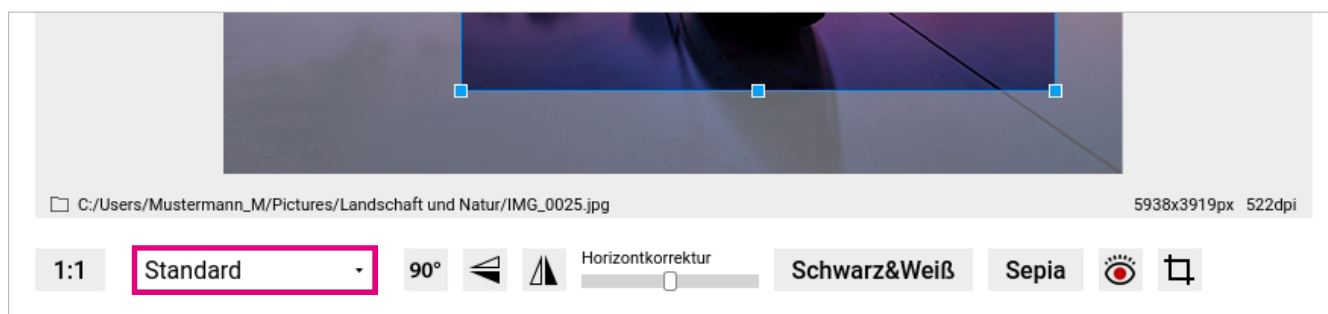 C:/Users/Mustermann_M/Pictures/Landschaft und Natur/IMG_0025.jpg 5938x3919px 522dpi
1:1 Standard 90° Horizontkorrektur Schwarz&Weiß Sepia